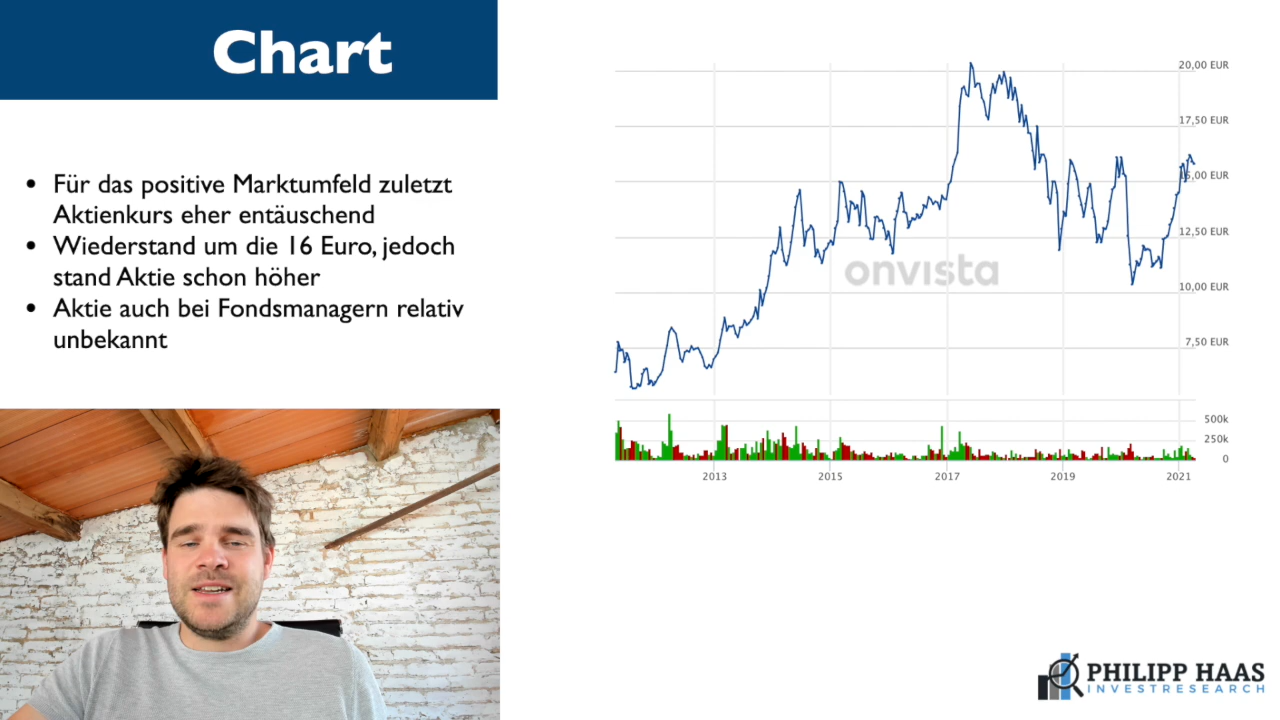 Chart
• Für das positive Marktumfeld zuletzt
Aktienkurs eher entäuschend
• Wiederstand um die 16 Euro, jedoch
stand Aktie schon höher
• Aktie auch bei Fondsmanagern relativ
unbekannt
20,00 EUR
17,50 EUR
15,00 EUR
12,50 EUR
10,00 EUR
7,50 EUR
onvista
500k
250k
0
2013 2015 2017 2019 2021
PHILIPP HAAS
INVESTRESEARCH